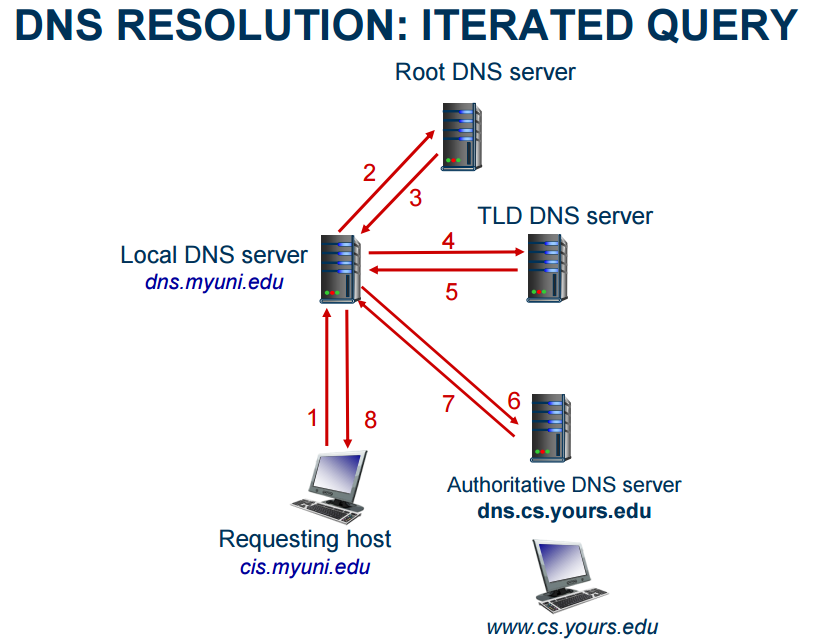 DNS RESOLUTION: ITERATED QUERY
Root DNS server
2
3
TLD DNS server
4
Local DNS server
dns.myuni.edu
5
1
8
7
6
Authoritative DNS server
dns.cs.yours.edu
Requesting host
cis.myuni.edu
www.cs.yours.edu